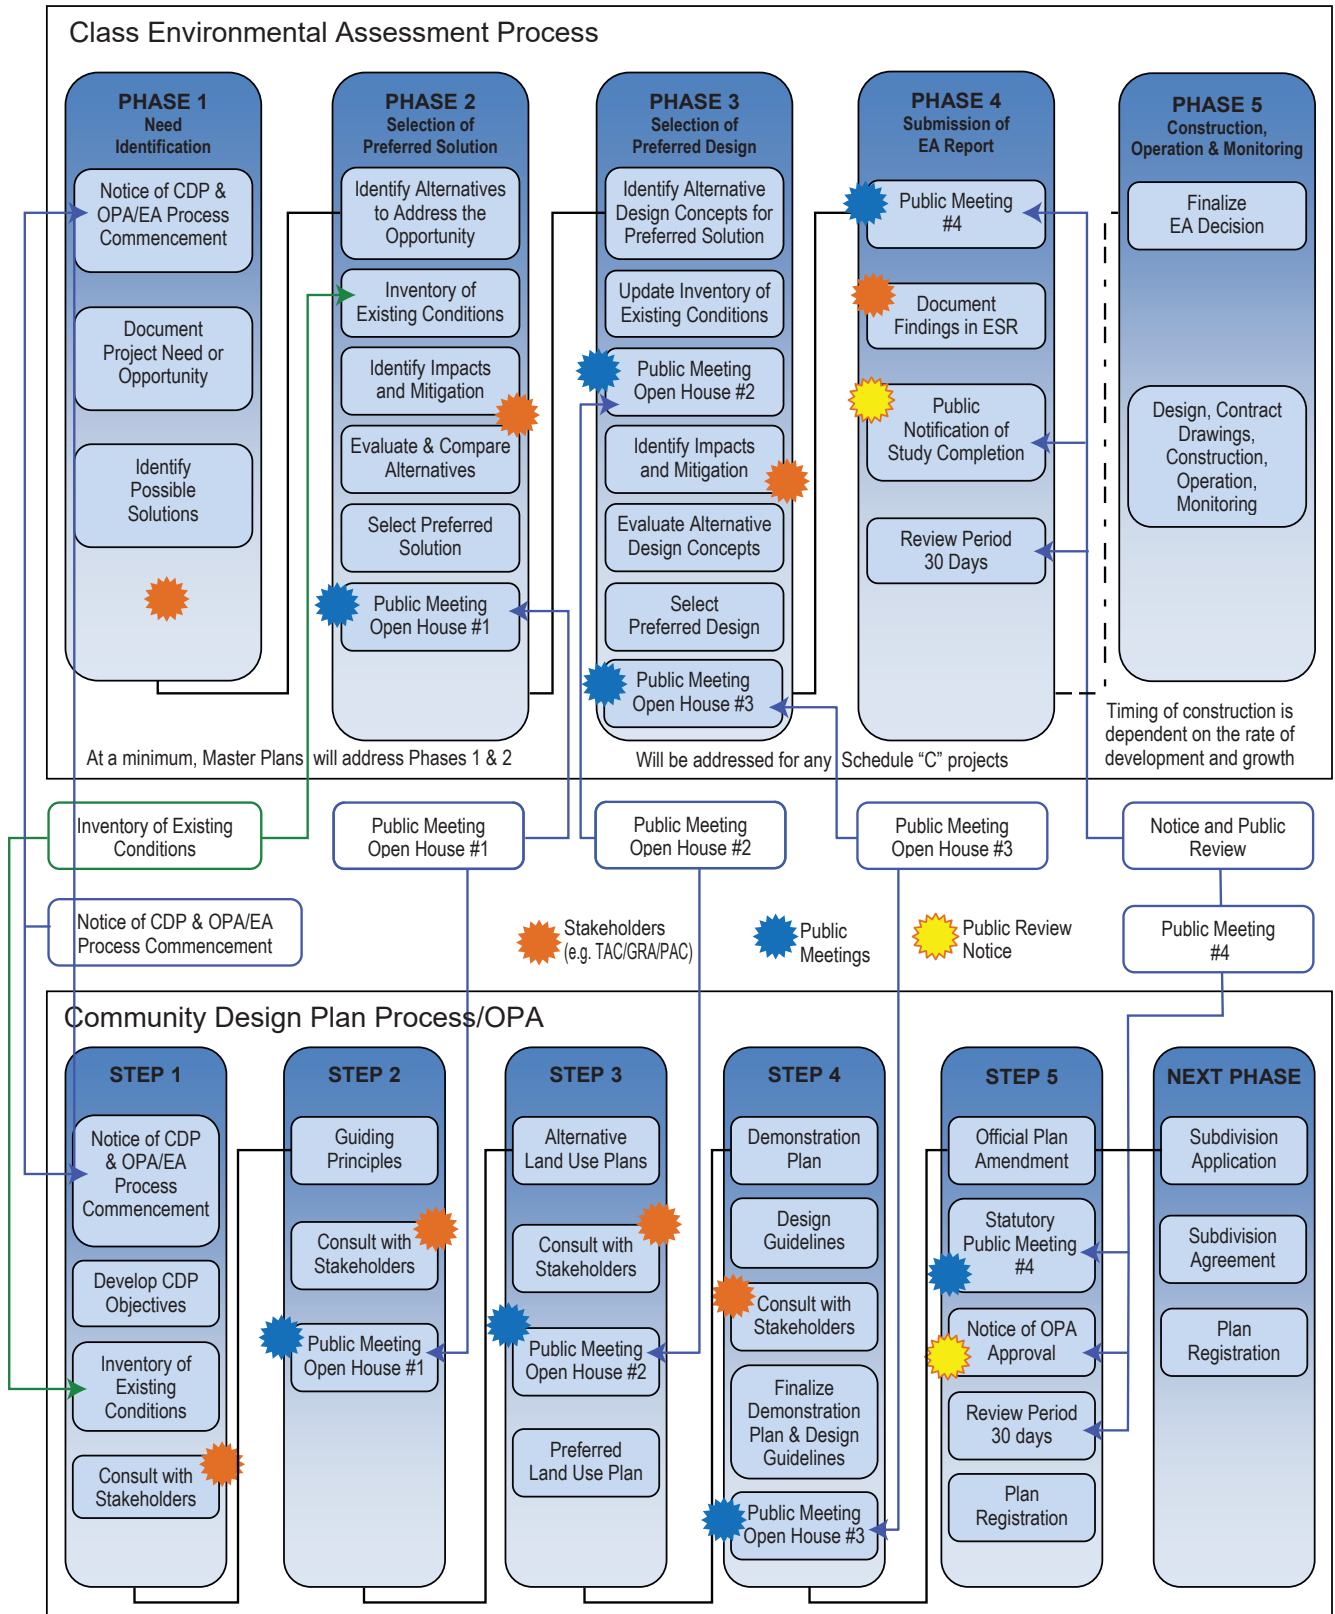 Class Environmental Assessment Process
PHASE 1
Need
Identification
Notice of CDP &
OPA/EA Process
Commencement
Document
Project Need or
Opportunity
Identify
Possible
Solutions
PHASE 2
Selection of
Preferred Solution
Identify Alternatives
to Address the
Opportunity
Inventory of
Existing Conditions
Identify Impacts
and Mitigation
Evaluate & Compare
Alternatives
Select Preferred
Solution
Public Meeting
Open House #1
PHASE 3
Selection of
Preferred Design
Identify Alternative
Design Concepts for
Preferred Solution
Update Inventory of
Existing Conditions
Public Meeting
Open House #2
Identify Impacts
and Mitigation
Evaluate Alternative
Design Concepts
Select
Preferred Design
Public Meeting
Open House #3
PHASE 4
Submission of
EA Report
Public Meeting
#4
Document
Findings in ESR
Public
Notification of
Study Completion
Review Period
30 Days
PHASE 5
Construction,
Operation & Monitoring
Finalize
EA Decision
Design, Contract
Drawings,
Construction,
Operation,
Monitoring
Timing of construction is
dependent on the rate of
development and growth
At a minimum, Master Plans will address Phases 1 & 2
Will be addressed for any Schedule “C” projects
Inventory of Existing
Conditions
Public Meeting
Open House #1
Public Meeting
Open House #2
Public Meeting
Open House #3
Notice and Public
Review
Notice of CDP & OPA/EA
Process Commencement
Stakeholders
(e.g. TAC/GRA/PAC)
Public
Meetings
Public Review
Notice
Public Meeting
#4
Community Design Plan Process/OPA
STEP 1
Notice of CDP
& OPA/EA
Process
Commencement
Develop CDP
Objectives
Inventory of
Existing
Conditions
Consult with
Stakeholders
STEP 2
Guiding
Principles
Consult with
Stakeholders
Public Meeting
Open House #1
STEP 3
Alternative
Land Use Plans
Consult with
Stakeholders
Public Meeting
Open House #2
Preferred
Land Use Plan
STEP 4
Demonstration
Plan
Design
Guidelines
Consult with
Stakeholders
Finalize
Demonstration
Plan & Design
Guidelines
Public Meeting
Open House #3
STEP 5
Official Plan
Amendment
Statutory
Public Meeting
#4
Notice of OPA
Approval
Review Period
30 days
Plan
Registration
NEXT PHASE
Subdivision
Application
Subdivision
Agreement
Plan
Registration